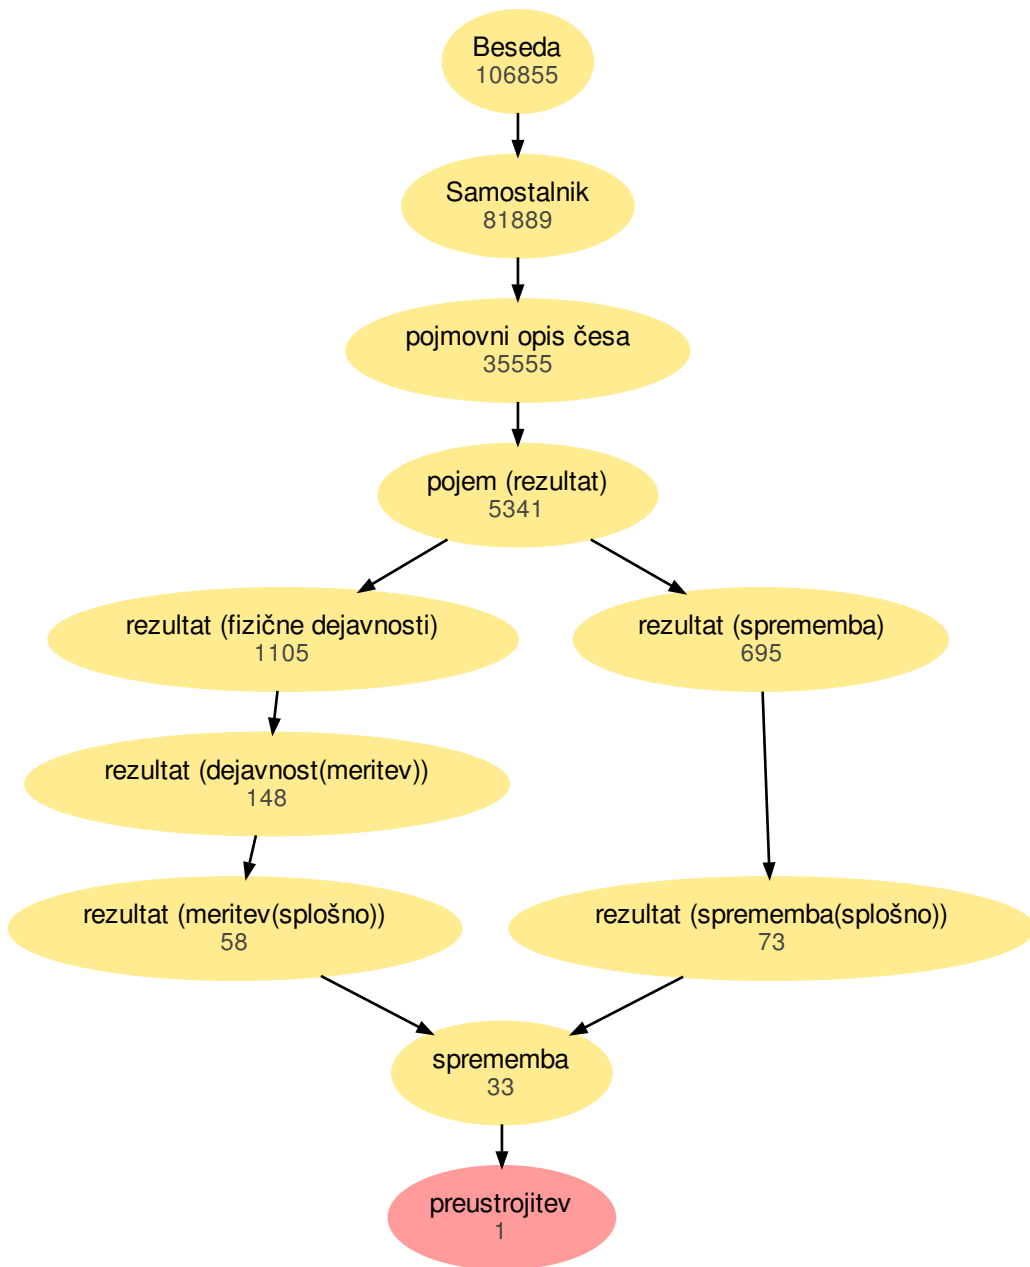 Beseda
106855
Samostalnik
81889
pojmovni opis česa
35555
pojem (rezultat)
5341
rezultat (fizične dejavnosti)
1105
rezultat (sprememba)
695
rezultat (dejavnost(meritev))
148
rezultat (meritev(splošno))
58
rezultat (sprememba(splošno))
73
sprememba
33
preustrojitev
1